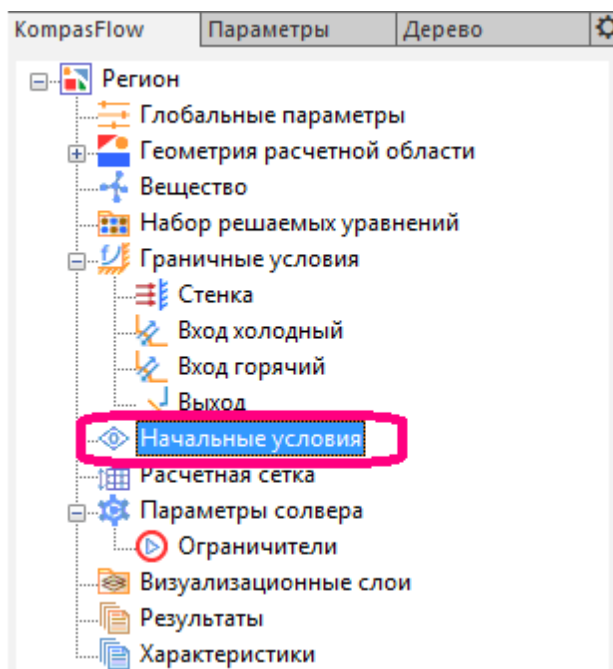 KompasFlow Параметры Дерево
Регион
Глобальные параметры
Геометрия расчетной области
Вещество
Набор решаемых уравнений
Граничные условия
Стенка
Вход холодный
Вход горячий
Выход
Начальные условия
Расчетная сетка
Параметры солвера
Ограничители
Визуализационные слои
Результаты
Характеристики